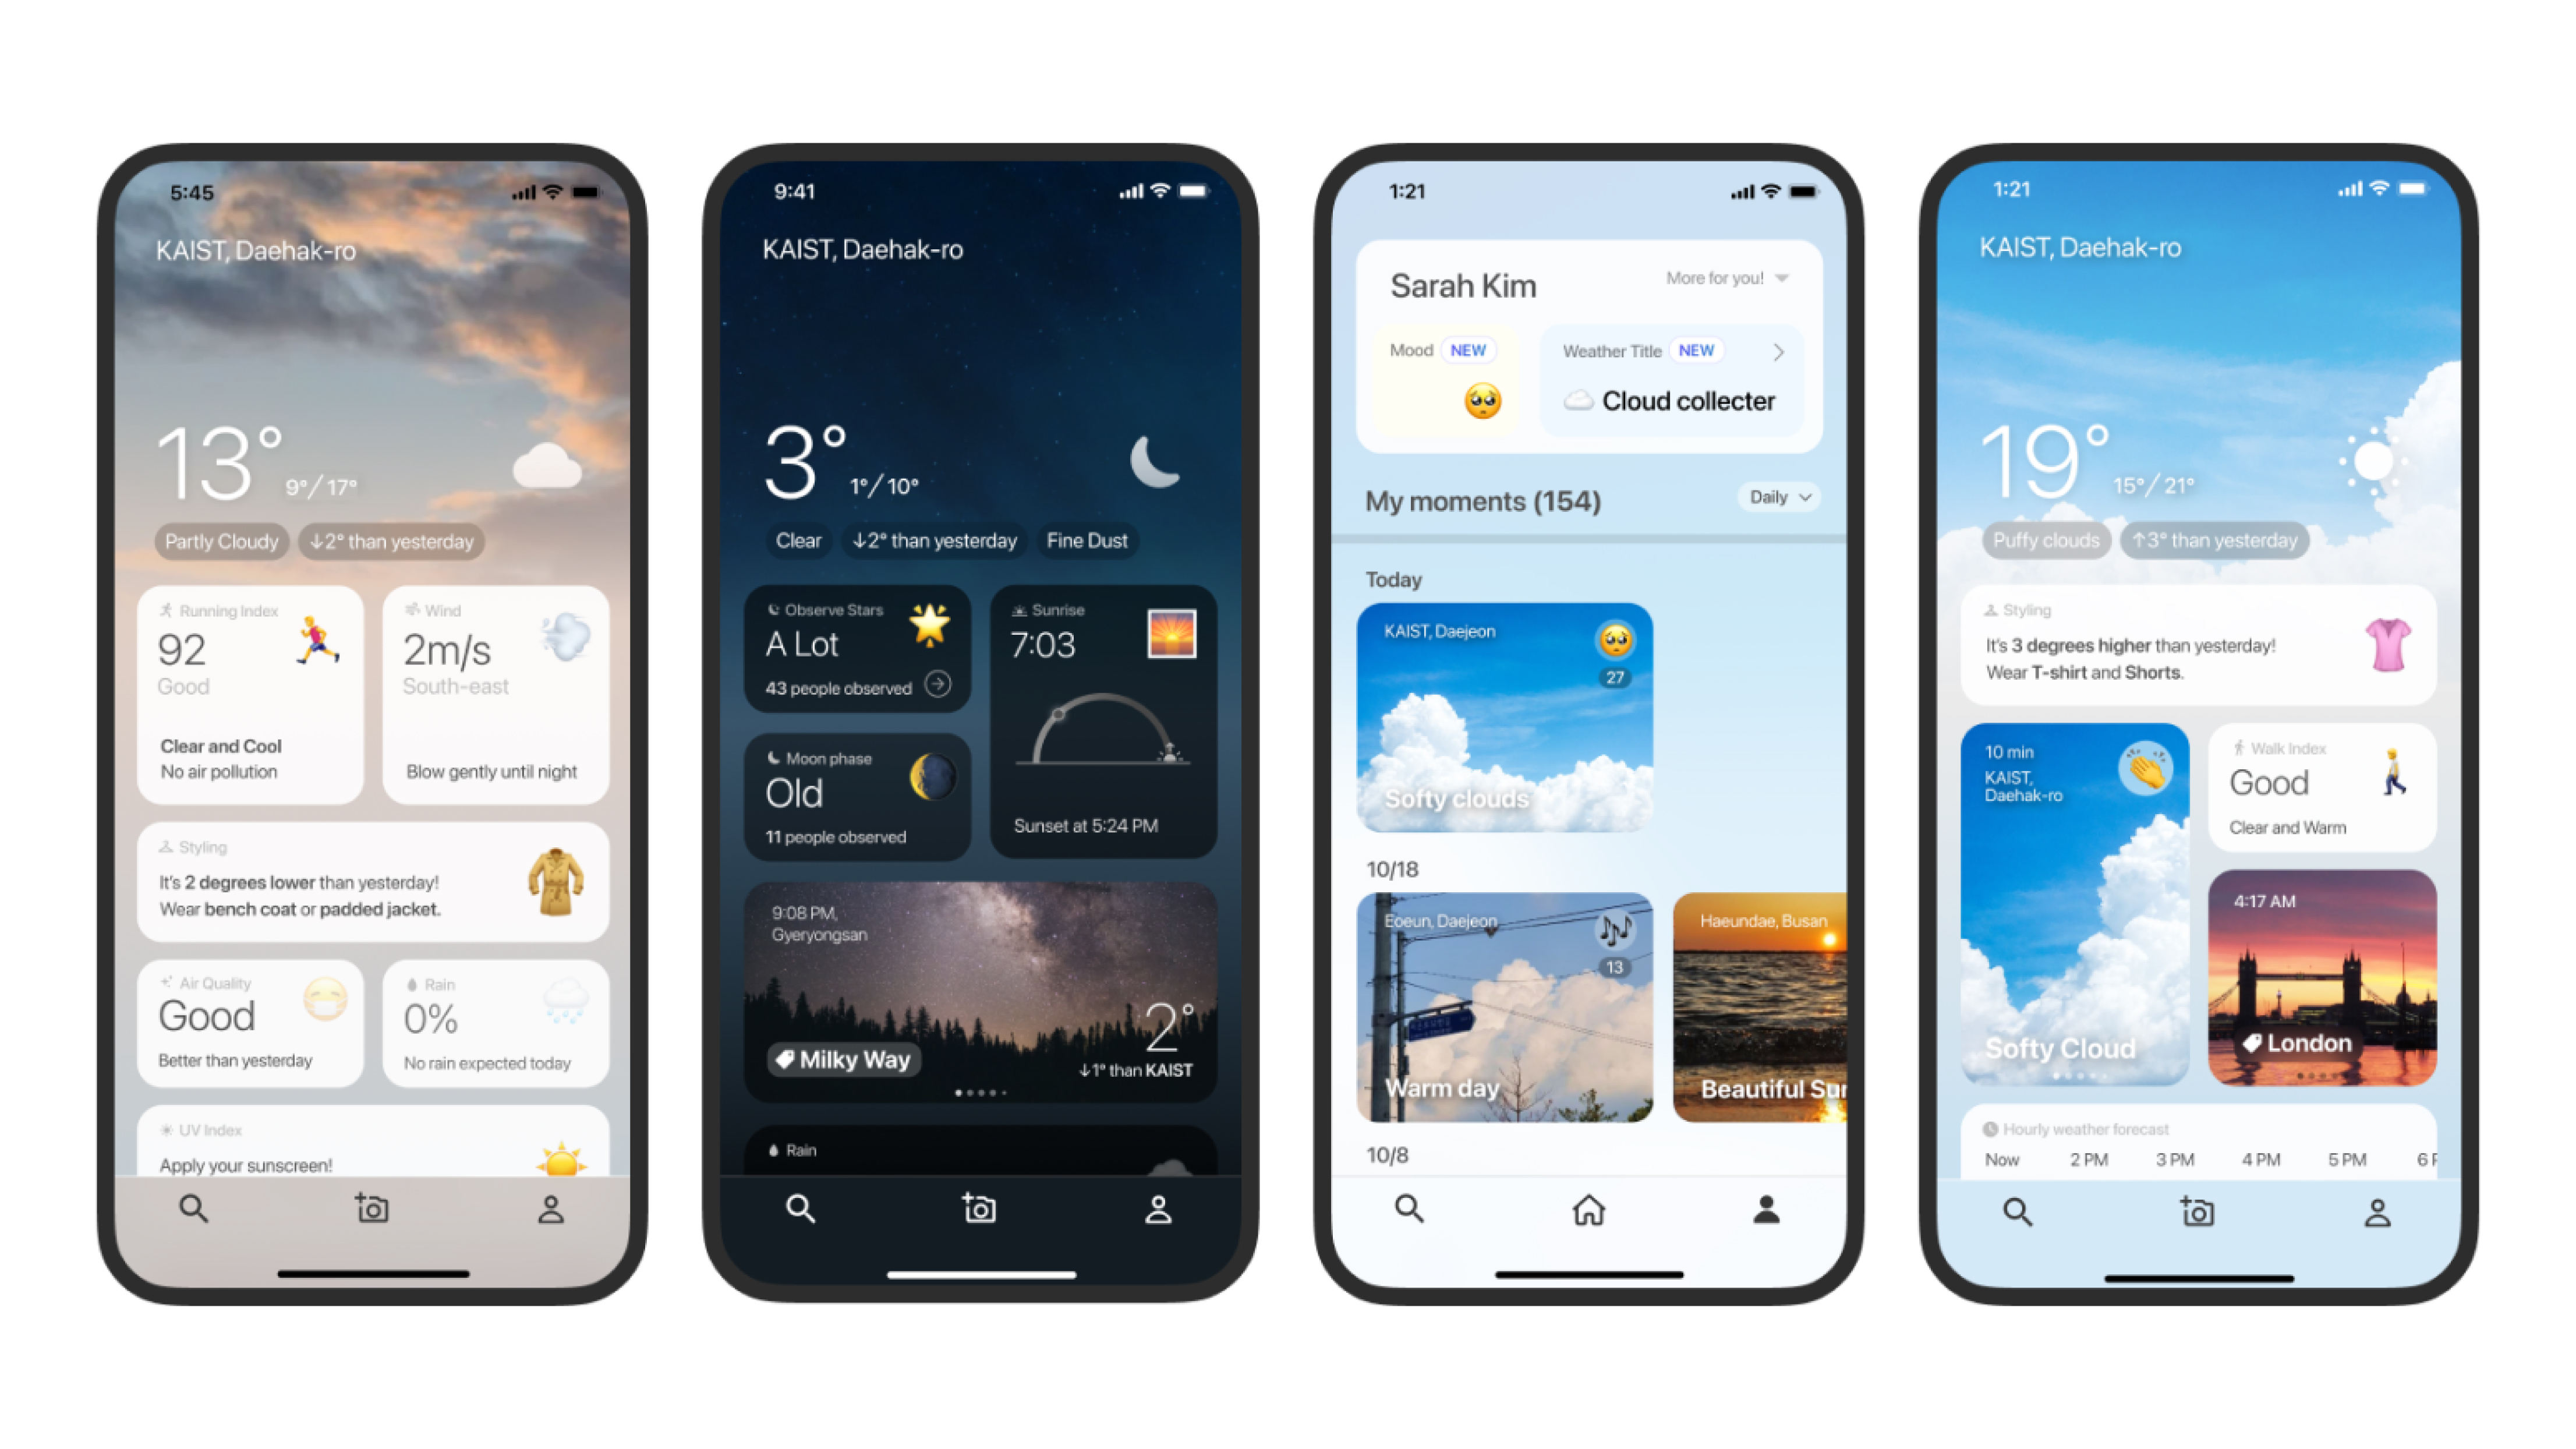 5:45
KAIST, Daehak-ro
13°
9°/17°
Partly Cloudy
↓2° than yesterday
Running Index
92
Good
Clear and Cool
No air pollution
Wind
2m/s
South-east
Blow gently until night
Styling
It's 2 degrees lower than yesterday!
Wear bench coat or padded jacket.
Air Quality
Good
Better than yesterday
Rain
0%
No rain expected today
UV Index
Apply your sunscreen!
9:41
KAIST, Daehak-ro
3°
1°/10°
Clear
↓2° than yesterday
Fine Dust
Observe Stars
A Lot
43 people observed
Sunrise
7:03
Sunset at 5:24 PM
Moon phase
Old
11 people observed
9:08 PM,
Gyeryongsan
Milky Way
2°
↓1° than KAIST
Rain
1:21
Sarah Kim
More for you!
Mood NEW
Weather Title NEW
Cloud collecter
My moments (154)
Daily
Today
KAIST, Daejeon
27
Softy clouds
10/18
Eoeun, Daejeon
13
Warm day
Haeundae, Busan
Beautiful Sun
10/8
1:21
KAIST, Daehak-ro
19°
15°/21°
Puffy clouds
↑3° than yesterday
Styling
It's 3 degrees higher than yesterday!
Wear T-shirt and Shorts.
10 min
KAIST,
Daehak-ro
Softy Cloud
Walk Index
Good
Clear and Warm
4:17 AM
London
Hourly weather forecast
Now 2 PM 3 PM 4 PM 5 PM 6 P